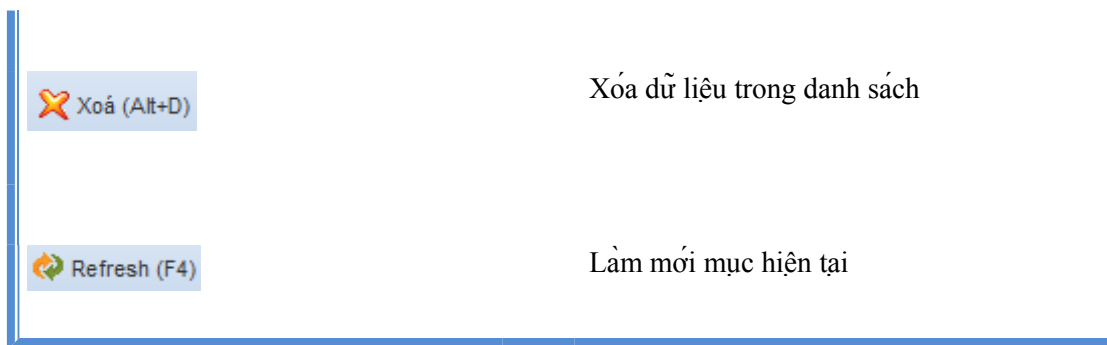 Xoá (Alt+D)
Xóa dữ liệu trong danh sách
Refresh (F4)
Làm mới mục hiện tại